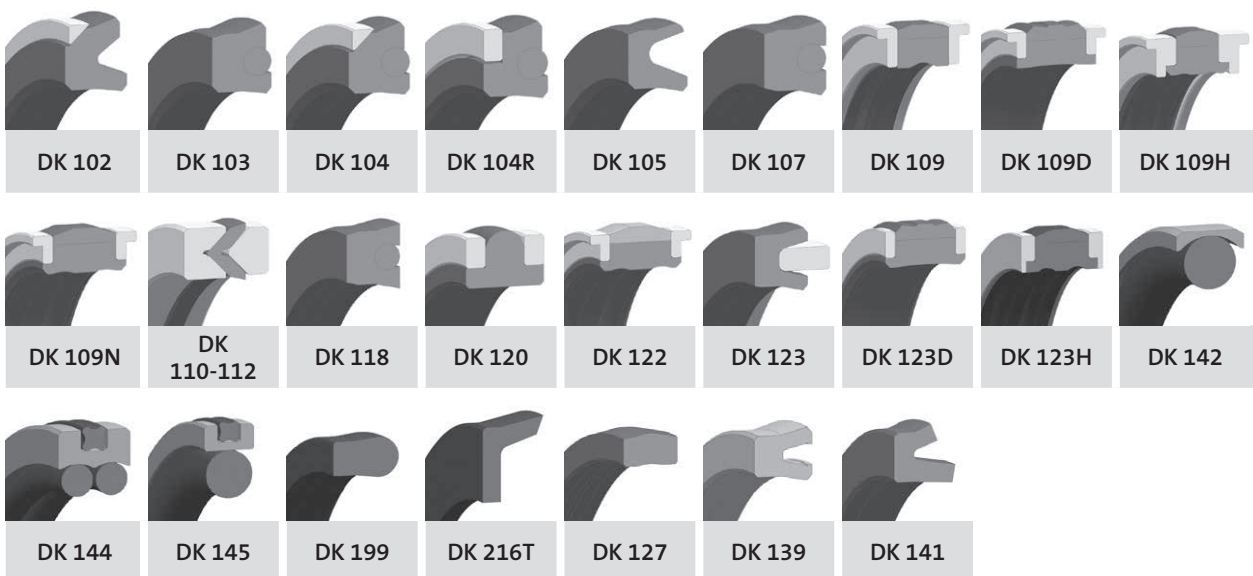 DK 102
DK 103
DK 104
DK 104R
DK 105
DK 107
DK 109
DK 109D
DK 109H
DK 109N
DK
110-112
DK 118
DK 120
DK 122
DK 123
DK 123D
DK 123H
DK 142
DK 144
DK 145
DK 199
DK 216T
DK 127
DK 139
DK 141